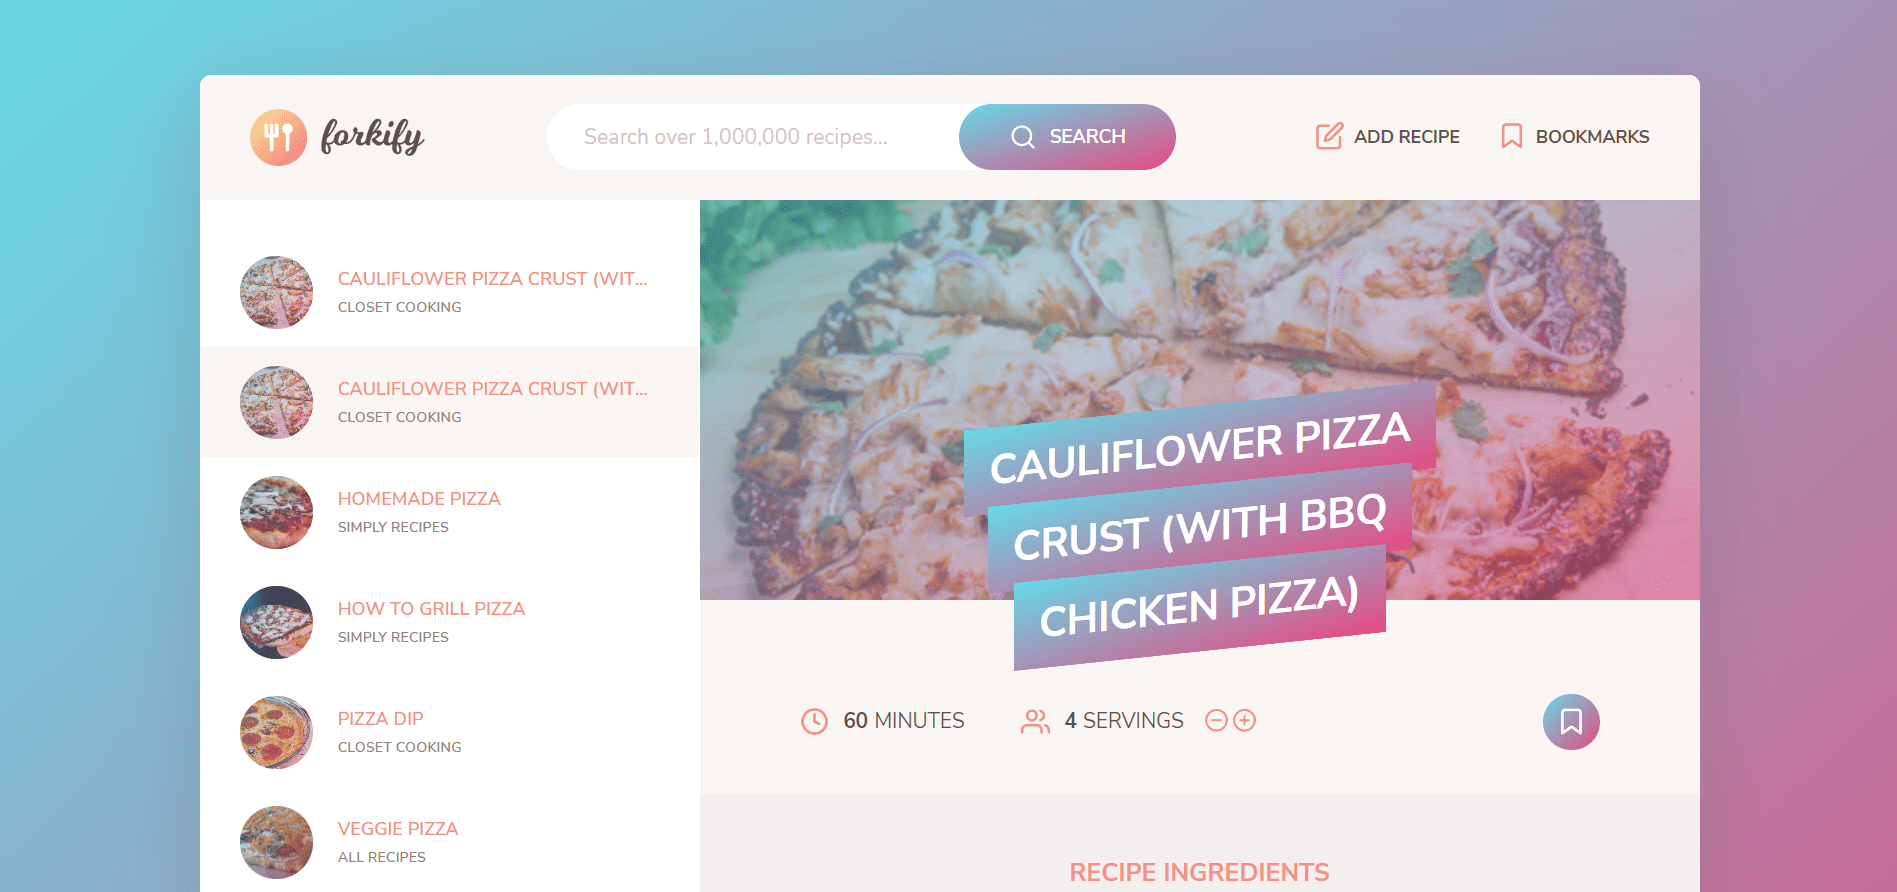 forkify
Search over 1,000,000 recipes...
SEARCH
ADD RECIPE
BOOKMARKS
CAULIFLOWER PIZZA CRUST (WIT...
CLOSET COOKING
CAULIFLOWER PIZZA CRUST (WIT...
CLOSET COOKING
HOMEMADE PIZZA
SIMPLY RECIPES
HOW TO GRILL PIZZA
SIMPLY RECIPES
PIZZA DIP
CLOSET COOKING
VEGGIE PIZZA
ALL RECIPES
CAULIFLOWER PIZZA
CRUST (WITH BBQ
CHICKEN PIZZA)
60 MINUTES
4 SERVINGS
RECIPE INGREDIENTS